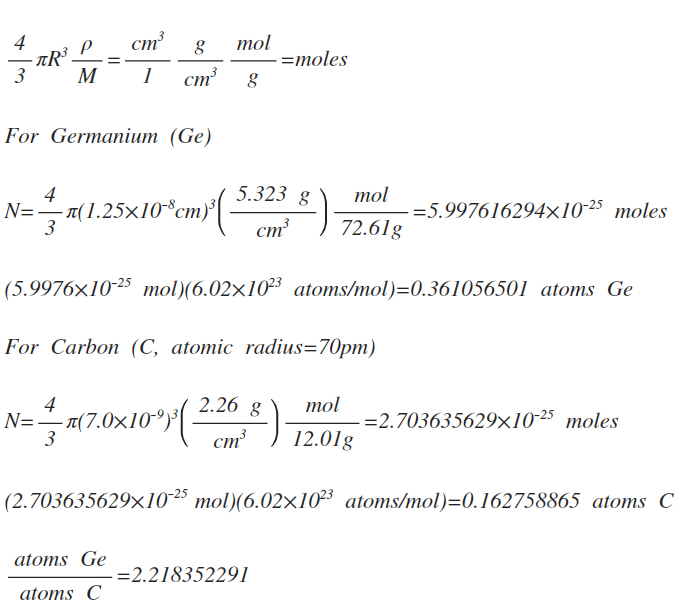 4/3 πR³ ρ/M = cm³/1 g/cm³ mol/g =moles
For Germanium (Ge)
N= 4/3 π(1.25×10⁻⁸cm)³( 5.323 g/cm³ ) mol/72.61g =5.997616294×10⁻²⁵ moles
(5.9976×10⁻²⁵ mol)(6.02×10²³ atoms/mol)=0.361056501 atoms Ge
For Carbon (C, atomic radius=70pm)
N= 4/3 π(7.0×10⁻⁹)³( 2.26 g/cm³ ) mol/12.01g =2.703635629×10⁻²⁵ moles
(2.703635629×10⁻²⁵ mol)(6.02×10²³ atoms/mol)=0.162758865 atoms C
atoms Ge/atoms C =2.218352291